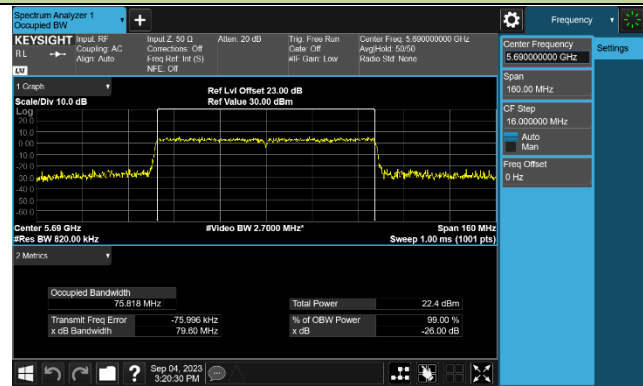 Spectrum Analyzer 1
Occupied BW
Frequency
KEYSIGHT
RL
LXI
Input: RF
Coupling: AC
Align: Auto
Input Z: 50 Ω
Corrections: Off
Freq Ref: Int (S)
NFE: Off
Atten: 20 dB
Trig: Free Run
Gate: Off
#IF Gain: Low
Center Freq: 5.690000000 GHz
Avg|Hold: 50/50
Radio Std: None
Center Frequency
5.690000000 GHz
Settings
Span
160.00 MHz
CF Step
16.000000 MHz
Auto
Man
Freq Offset
0 Hz
1 Graph
Scale/Div 10.0 dB
Ref Lvl Offset 23.00 dB
Ref Value 30.00 dBm
Log
20.0
10.0
0.00
-10.0
-20.0
-30.0
-40.0
-50.0
-60.0
Center 5.69 GHz
#Video BW 2.7000 MHz*
Span 160 MHz
#Res BW 820.00 kHz
Sweep 1.00 ms (1001 pts)
2 Metrics
Occupied Bandwidth
75.818 MHz
Total Power 22.4 dBm
Transmit Freq Error -75.996 kHz
% of OBW Power 99.00 %
x dB Bandwidth 79.60 MHz
x dB -26.00 dB
?
Sep 04, 2023
3:20:30 PM